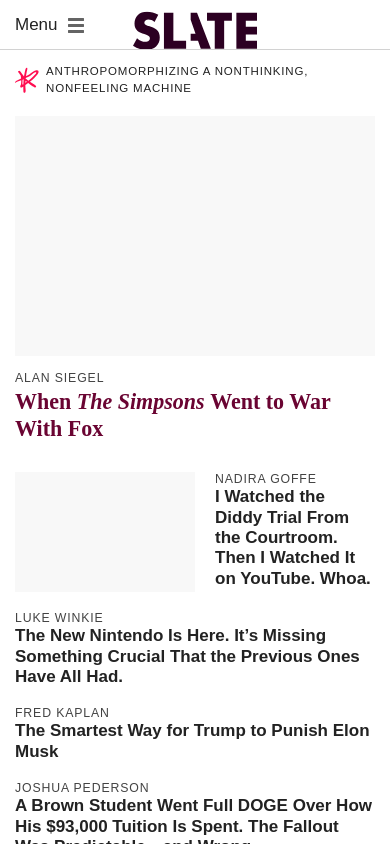 Menu
SLATE
ANTHROPOMORPHIZING A NONTHINKING,
NONFEELING MACHINE
ALAN SIEGEL
When The Simpsons Went to War
With Fox
NADIRA GOFFE
I Watched the
Diddy Trial From
the Courtroom.
Then I Watched It
on YouTube. Whoa.
LUKE WINKIE
The New Nintendo Is Here. It’s Missing
Something Crucial That the Previous Ones
Have All Had.
FRED KAPLAN
The Smartest Way for Trump to Punish Elon
Musk
JOSHUA PEDERSON
A Brown Student Went Full DOGE Over How
His $93,000 Tuition Is Spent. The Fallout
Was Predictable—and Wrong.